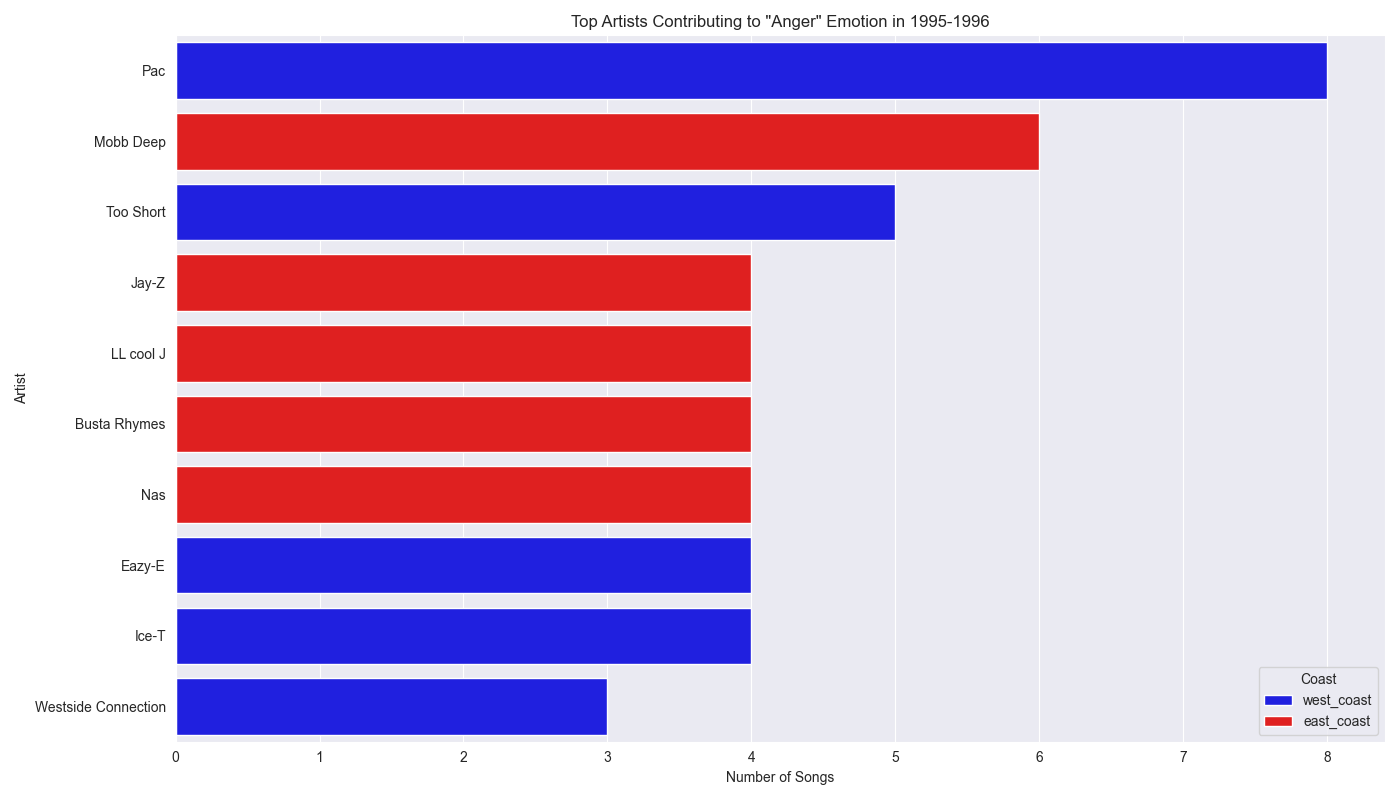 Top Artists Contributing to "Anger" Emotion in 1995-1996
Artist
Pac
Mobb Deep
Too Short
Jay-Z
LL cool J
Busta Rhymes
Nas
Eazy-E
Ice-T
Westside Connection
Coast
west_coast
east_coast
0 1 2 3 4 5 6 7 8
Number of Songs